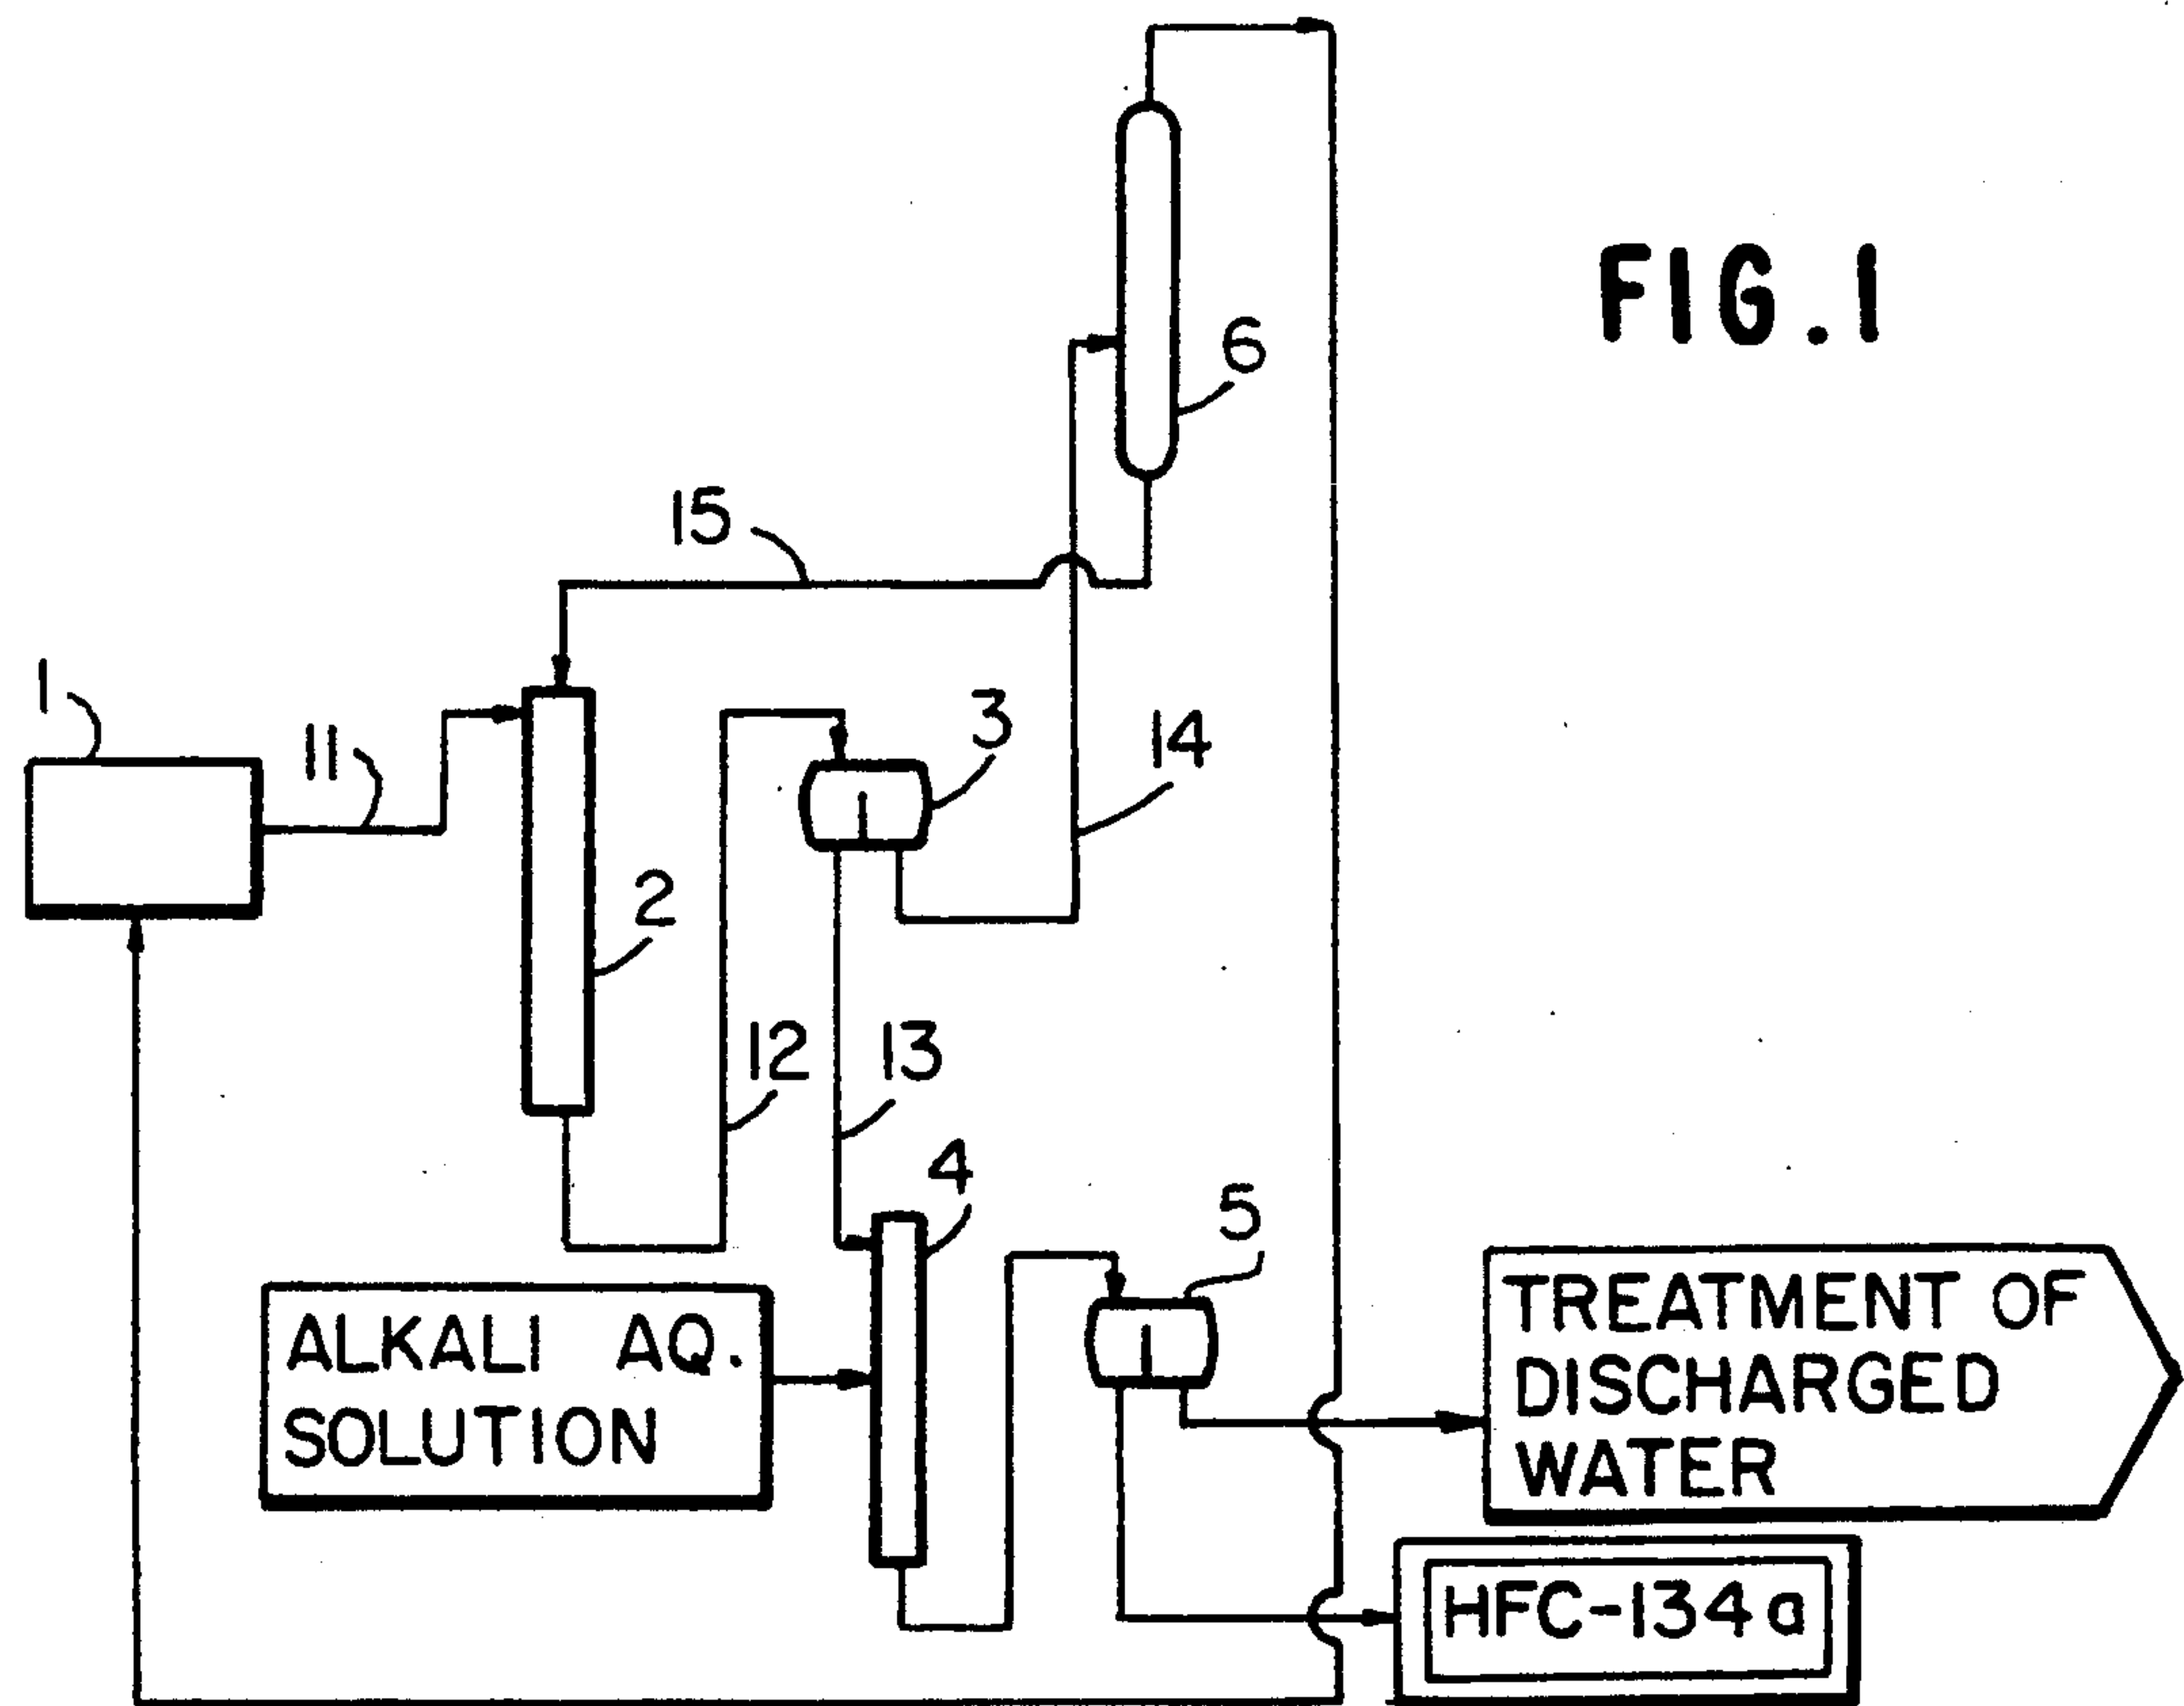 FIG.1
6
15
1
11
3
14
2
12
13
4
5
ALKALI AQ.
SOLUTION
TREATMENT OF
DISCHARGED
WATER
HFC-134a